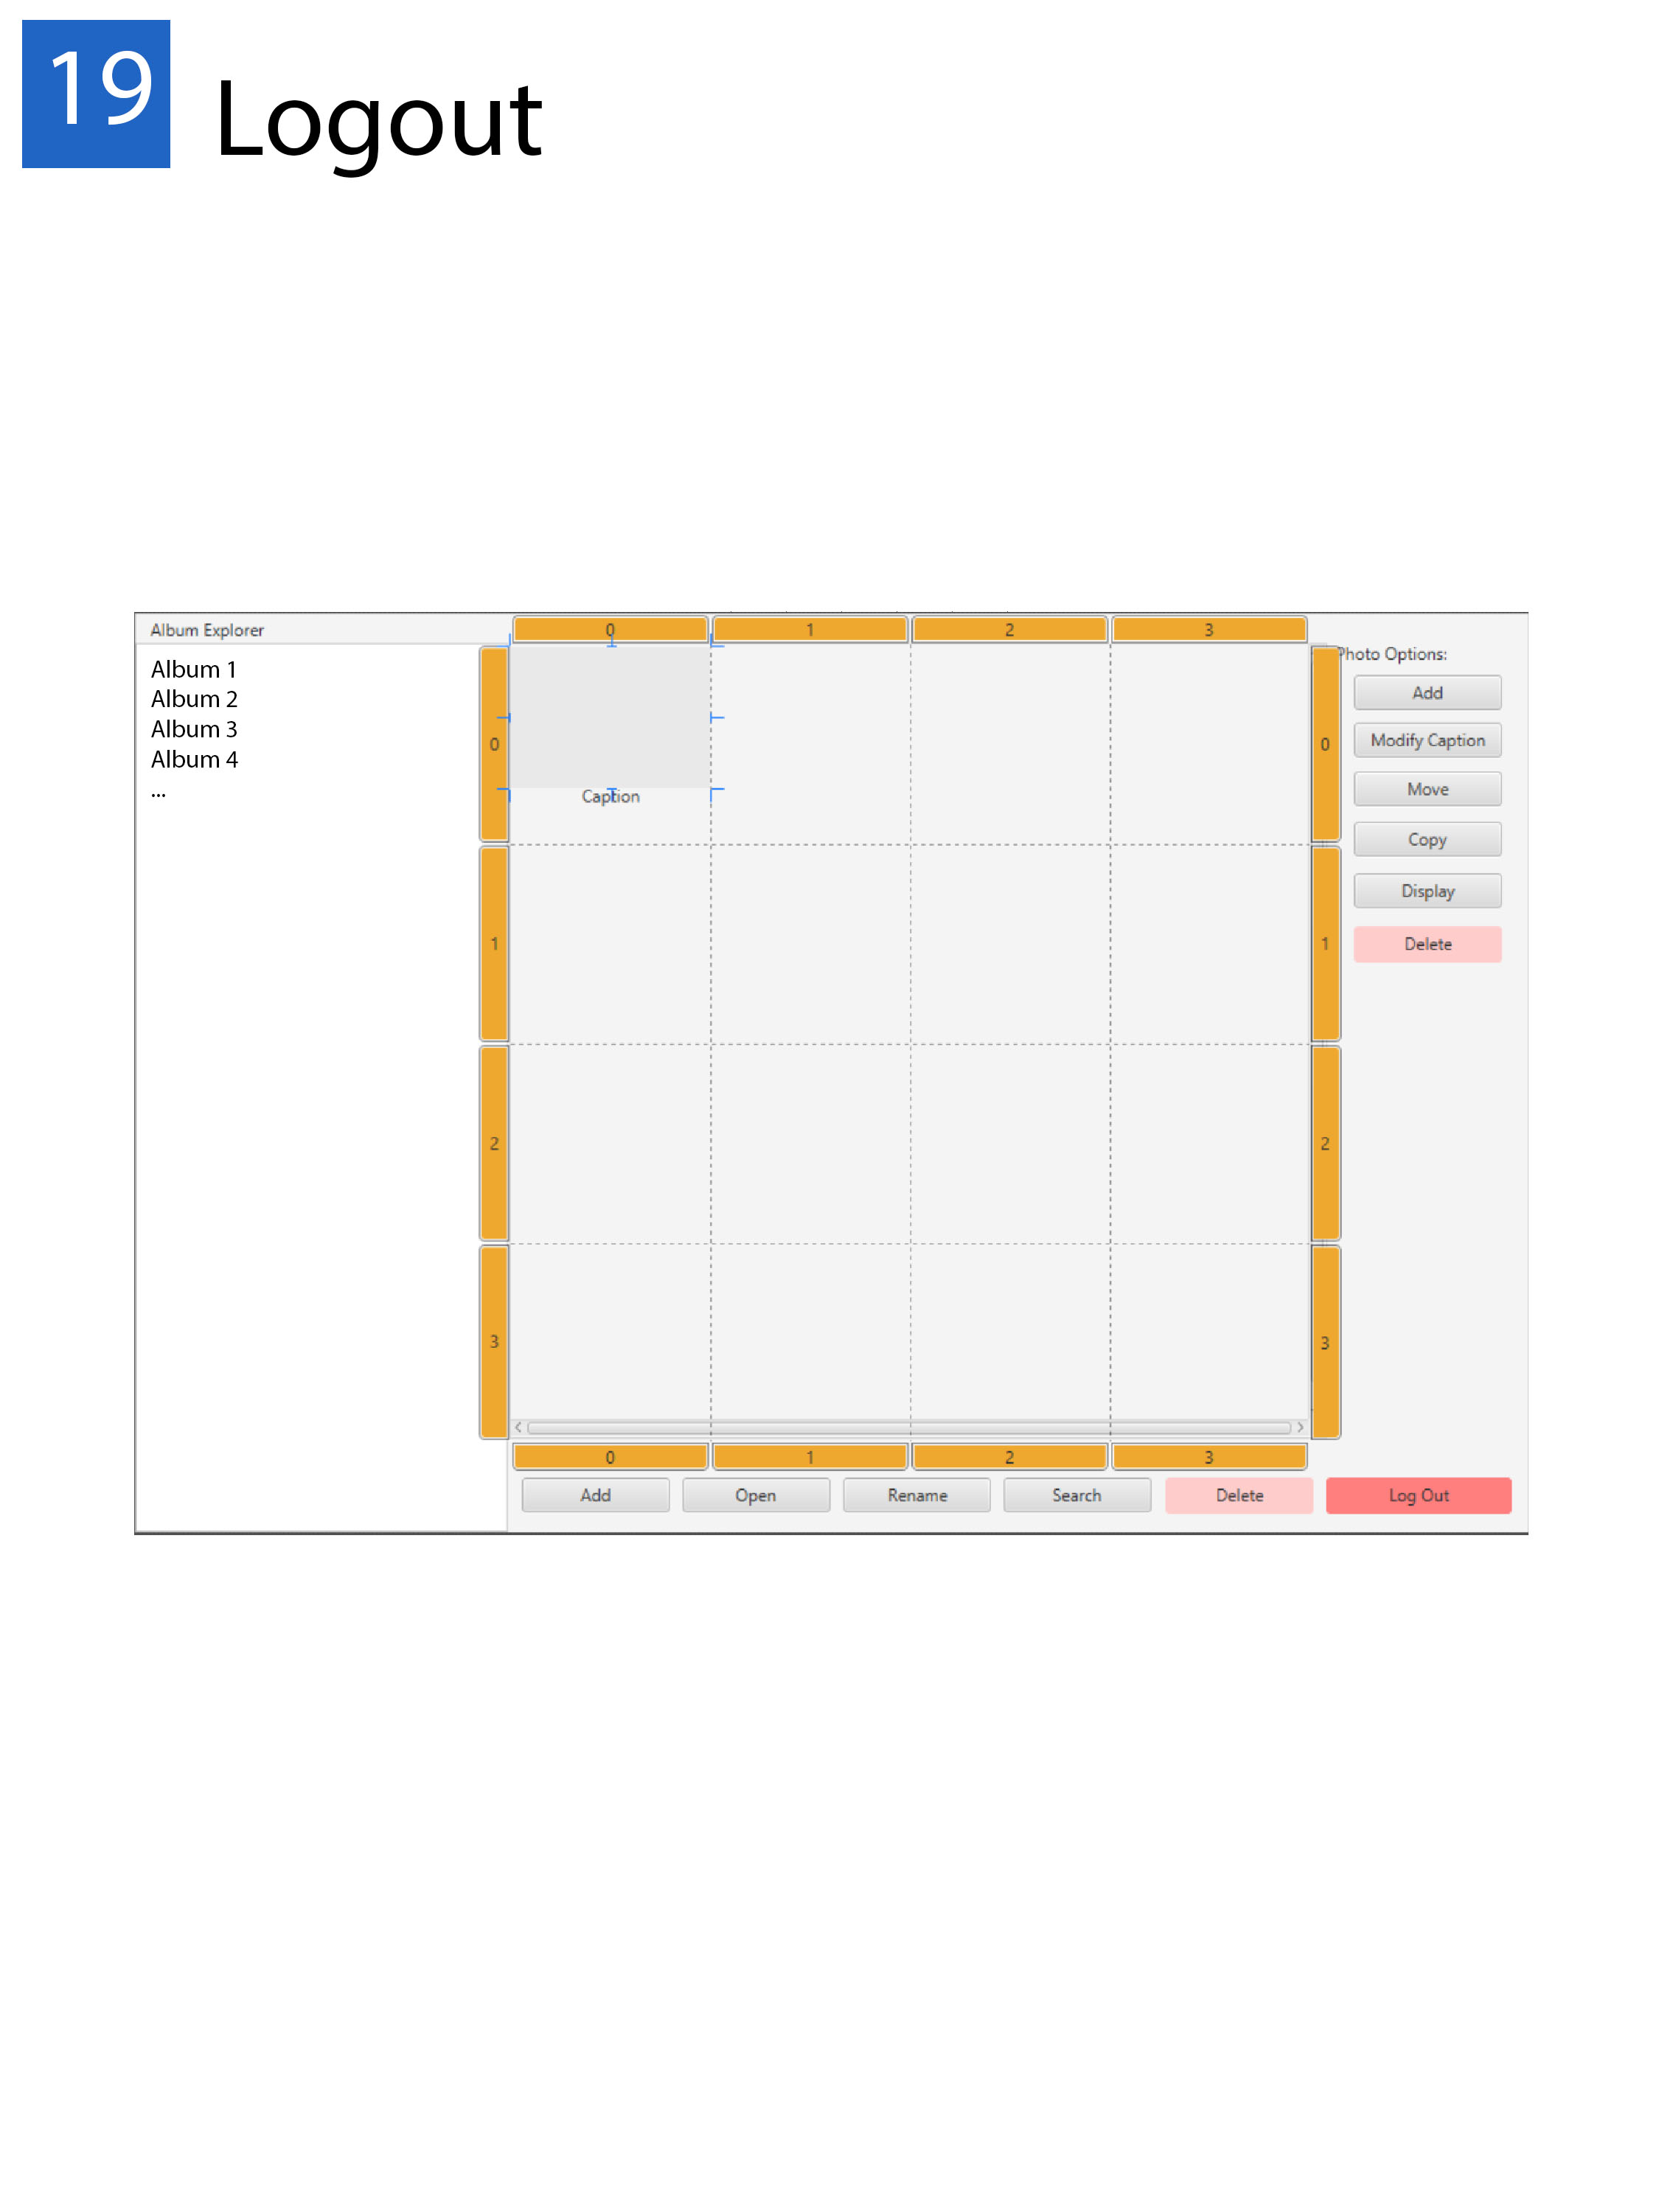 19
Logout
Album Explorer
0 1 2 3
Album 1
Album 2
Album 3
Album 4
...
0
1
2
3
Caption
0
1
2
3
Photo Options:
Add
Modify Caption
Move
Copy
Display
Delete
0 1 2 3
Add Open Rename Search Delete Log Out